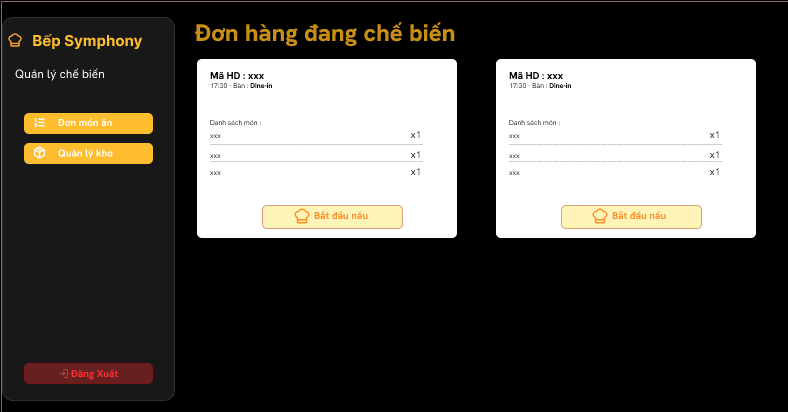 Bếp Symphony
Quản lý chế biến
Đơn món ăn
Quản lý kho
Đăng Xuất
Đơn hàng đang chế biến
Mã HD : xxx
17:30 - Bàn : Dine-in
Danh sách món :
xxx x1
xxx x1
xxx x1
Bắt đầu nấu
Mã HD : xxx
17:30 - Bàn : Dine-in
Danh sách món :
xxx x1
xxx x1
xxx x1
Bắt đầu nấu